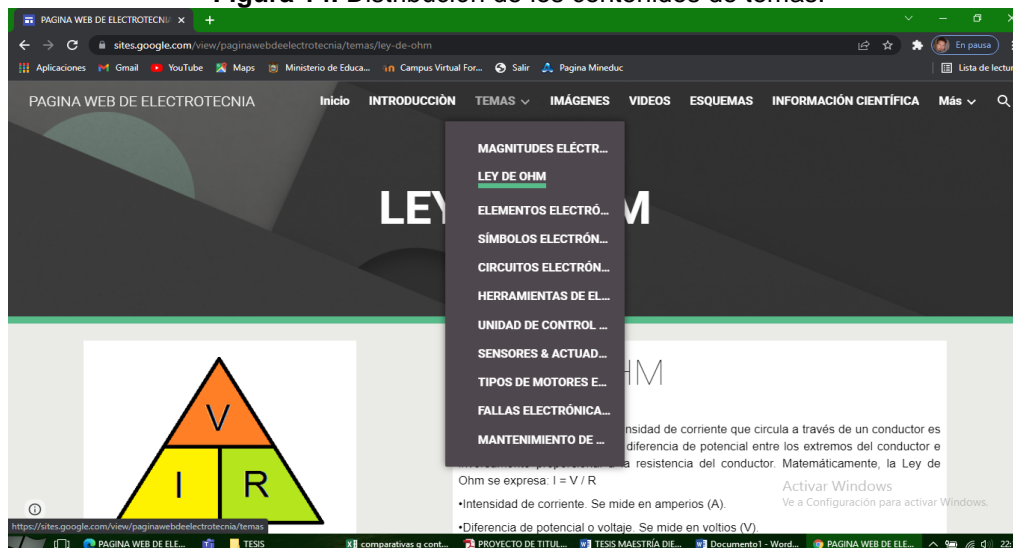 Figura 14. Distribución de los contenidos de temas.
PAGINA WEB DE ELECTROTECNI
sites.google.com/view/paginawebdeelectrotecnia/temas/ley-de-ohm
En pausa
Aplicaciones Gmail YouTube Maps Ministerio de Educa... Campus Virtual For... Salir Pagina Mineduc
Lista de lectur
PAGINA WEB DE ELECTROTECNIA Inicio INTRODUCCIÒN TEMAS IMÁGENES VIDEOS ESQUEMAS INFORMACIÓN CIENTÍFICA Más
MAGNITUDES ELÉCTR...
LEY DE OHM
ELEMENTOS ELECTRÓ...
SÍMBOLOS ELECTRÓN...
CIRCUITOS ELECTRÓN...
HERRAMIENTAS DE EL...
UNIDAD DE CONTROL ...
SENSORES & ACTUAD...
TIPOS DE MOTORES E...
FALLAS ELECTRÓNICA...
MANTENIMIENTO DE ...
LEY M
HM
V
I R
nsidad de corriente que circula a través de un conductor es
diferencia de potencial entre los extremos del conductor e
a resistencia del conductor. Matemáticamente, la Ley de
Ohm se expresa: I = V / R
•Intensidad de corriente. Se mide en amperios (A).
•Diferencia de potencial o voltaje. Se mide en voltios (V).
Activar Windows
Ve a Configuración para activar Windows.
https://sites.google.com/view/paginawebdeelectrotecnia/temas
PAGINA WEB DE ELE... TESIS comparativas q cont... PROYECTO DE TITUL... TESIS MAESTRÍA DIE... Documento1 - Word... PAGINA WEB DE ELE... 22: